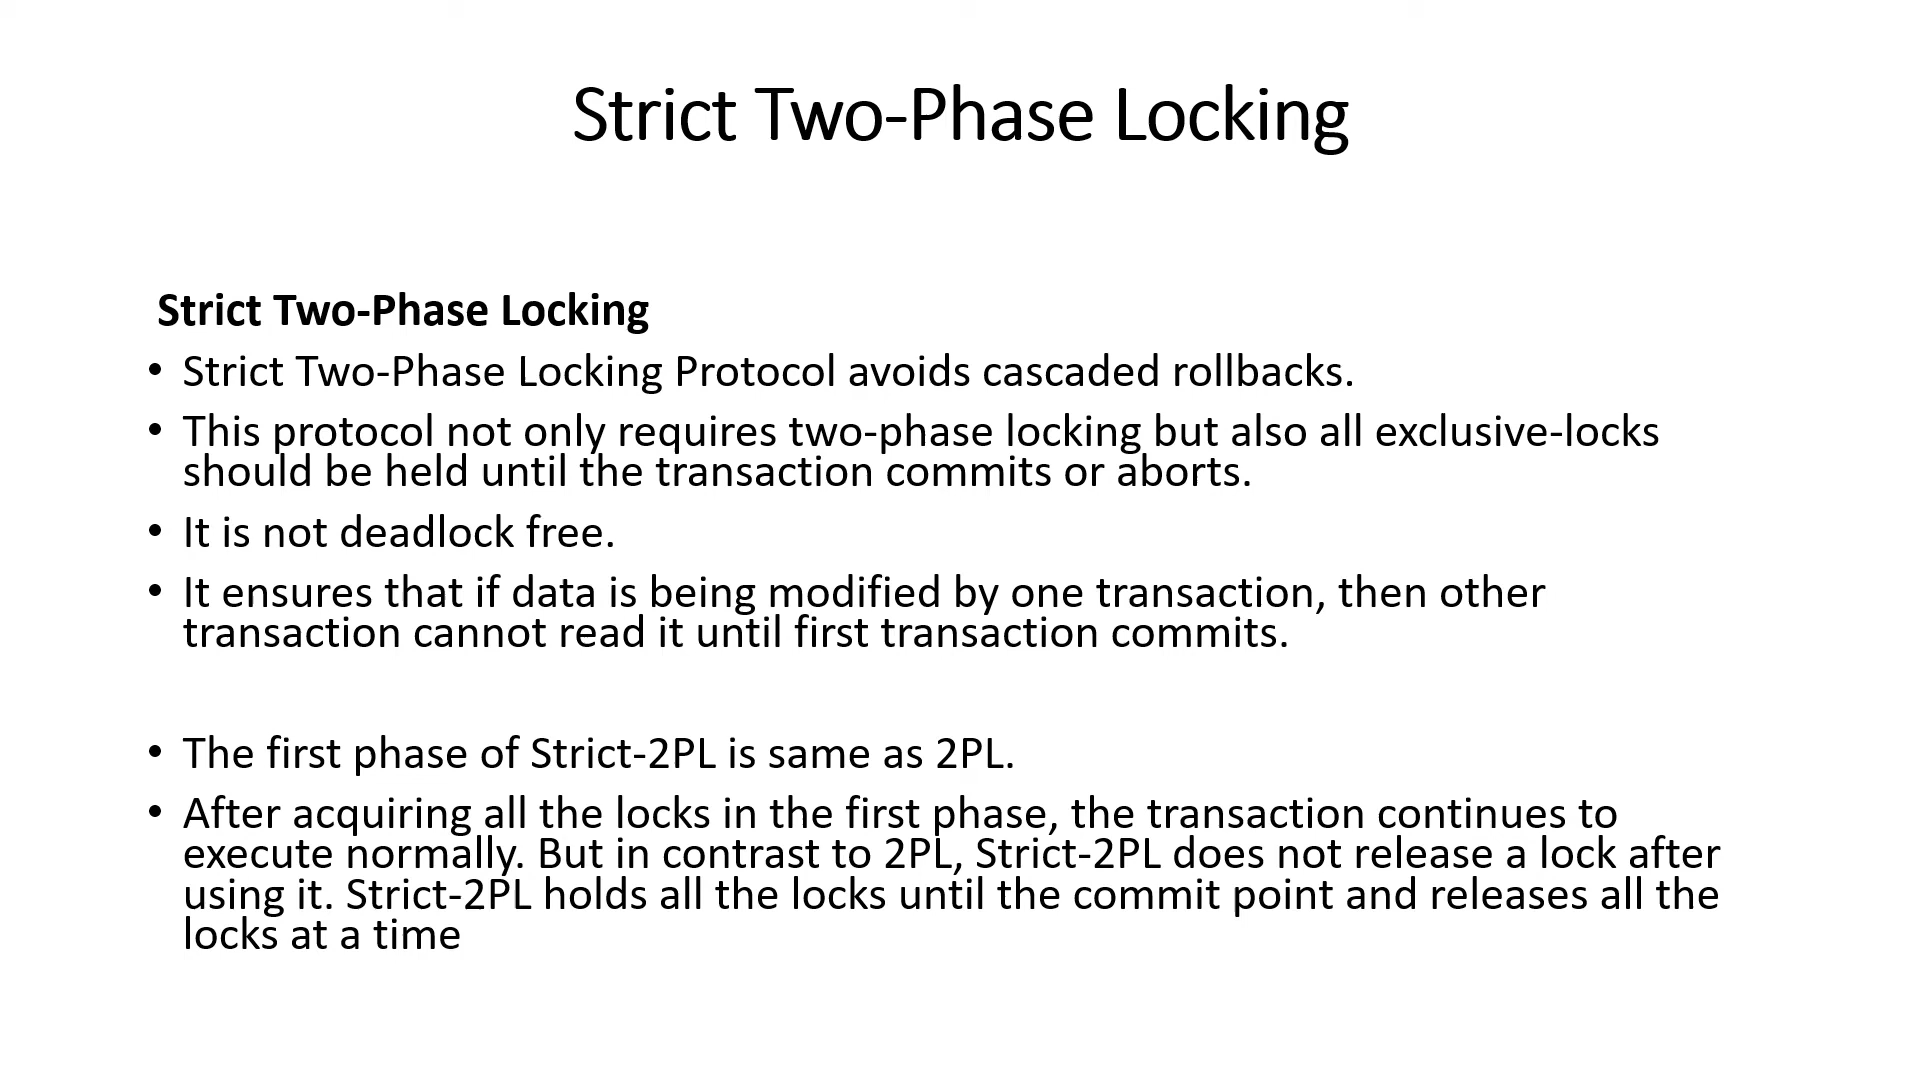 Strict Two-Phase Locking
Strict Two-Phase Locking
• Strict Two-Phase Locking Protocol avoids cascaded rollbacks.
• This protocol not only requires two-phase locking but also all exclusive-locks
should be held until the transaction commits or aborts.
• It is not deadlock free.
• It ensures that if data is being modified by one transaction, then other
transaction cannot read it until first transaction commits.
• The first phase of Strict-2PL is same as 2PL.
• After acquiring all the locks in the first phase, the transaction continues to
execute normally. But in contrast to 2PL, Strict-2PL does not release a lock after
using it. Strict-2PL holds all the locks until the commit point and releases all the
locks at a time